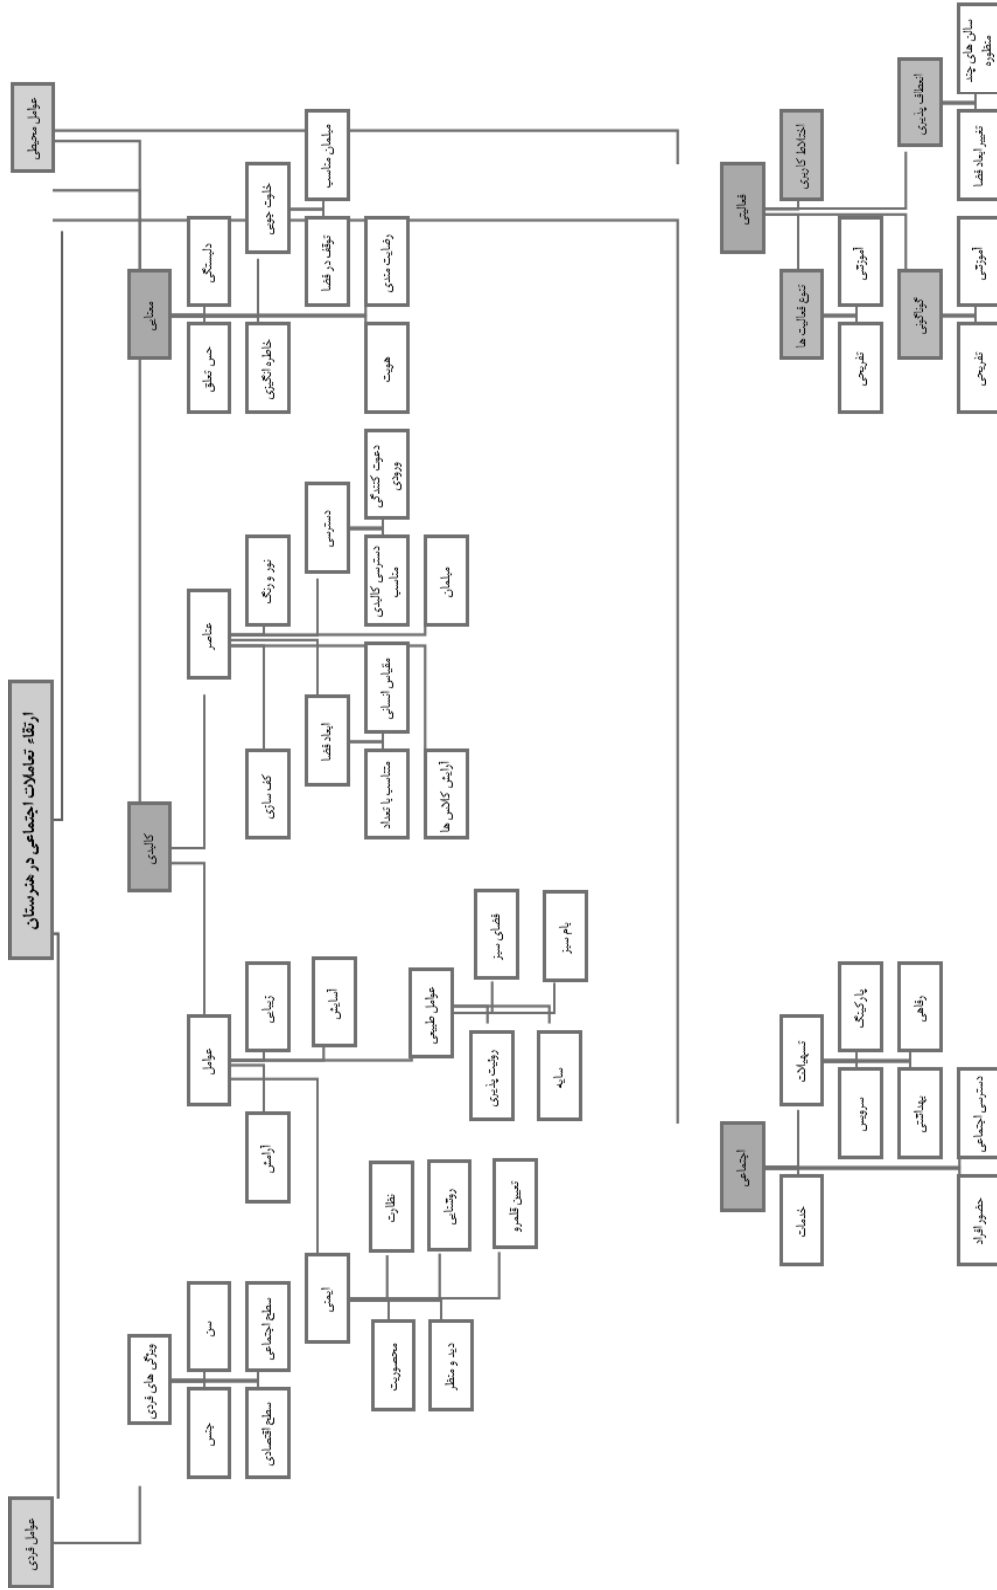 ارتقاء تعاملات اجتماعی در هنرستان
عوامل محیطی
عوامل فردی
معنایی
دلبستگی
حس تعلق
خلوت جویی
خاطره انگیزی
مبلمان مناسب
توقف در فضا
رضایت مندی
هویت
کالبدی
عناصر
نور و رنگ
کف سازی
دسترسی
دعوت کنندگی
ورودی
دسترسی کالبدی
مناسب
ابعاد فضا
مقیاس انسانی
متناسب با تعداد
مبلمان
آرایش کلاس ها
عوامل
زیبایی
آرامش
آسایش
عوامل طبیعی
فضای سبز
رؤیت پذیری
بام سبز
سایه
ایمنی
نظارت
محصوریت
روشنایی
دید و منظر
تعیین قلمرو
ویژگی های فردی
سن
جنس
سطح اجتماعی
سطح اقتصادی
فعالیتی
اختلاط کاربری
تنوع فعالیت ها
آموزشی
تفریحی
انعطاف پذیری
سالن های چند
منظوره
تغییر ابعاد فضا
گوناگونی
آموزشی
تفریحی
اجتماعی
تسهیلات
خدمات
پارکینگ
سرویس
رفاهی
بهداشتی
دسترسی اجتماعی
حضور افراد